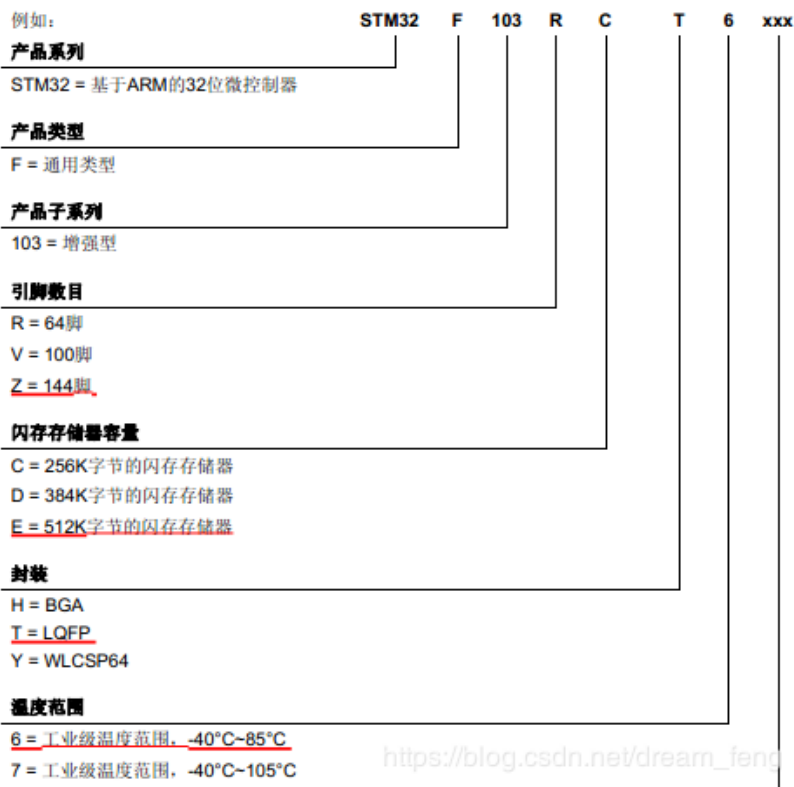 例如： STM32 F 103 R C T 6 xxx
产品系列
STM32 = 基于ARM的32位微控制器
产品类型
F = 通用类型
产品子系列
103 = 增强型
引脚数目
R = 64脚
V = 100脚
Z = 144脚
闪存存储器容量
C = 256K字节的闪存存储器
D = 384K字节的闪存存储器
E = 512K字节的闪存存储器
封装
H = BGA
T = LQFP
Y = WLCSP64
温度范围
6 = 工业级温度范围，-40°C~85°C
7 = 工业级温度范围，-40°C~105°C
https://blog.csdn.net/dream_feng